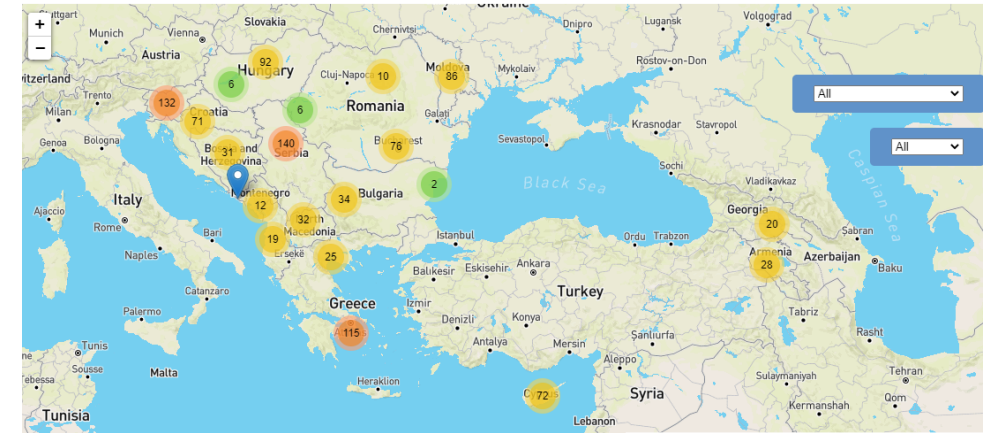 +
−
Stuttgart
Munich
Vienna
Slovakia
Chernivtsi
Ukraine
Dnipro
Lugansk
Volgograd
Austria
92
Hungary
6
Cluj-Napoca
10
Moldova
86
Mykolaiv
Rostov-on-Don
Trento
132
Croatia
71
6
Romania
Galați
All
Milan
Genoa
Bologna
Bosnia and
Herzegovina
31
140
Serbia
Bucharest
76
Sevastopol
Krasnodar
Stavropol
All
Sochi
Italy
Montenegro
12
34
Bulgaria
2
Black Sea
Vladikavkaz
Caspian Sea
Ajaccio
Rome
Bari
32
North
Macedonia
Georgia
20
Sabran
Naples
19
Ersekë
25
Istanbul
Ordu
Trabzon
Armenia
28
Azerbaijan
Baku
Balıkesir
Eskisehir
Ankara
Catanzaro
Greece
Izmir
Turkey
Palermo
115
Denizli
Konya
Tabriz
Antalya
Mersin
Şanlıurfa
Rasht
Tunis
Sousse
Malta
Heraklion
Aleppo
Sulaymaniyah
Tehran
Cyprus
72
Syria
Kermanshah
Qom
Tunisia
Lebanon